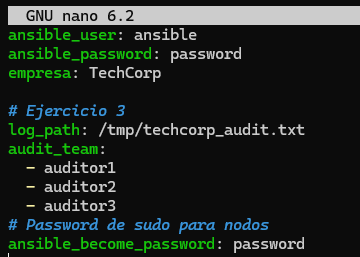 GNU nano 6.2
ansible_user: ansible
ansible_password: password
empresa: TechCorp
# Ejercicio 3
log_path: /tmp/techcorp_audit.txt
audit_team:
  - auditor1
  - auditor2
  - auditor3
# Password de sudo para nodos
ansible_become_password: password